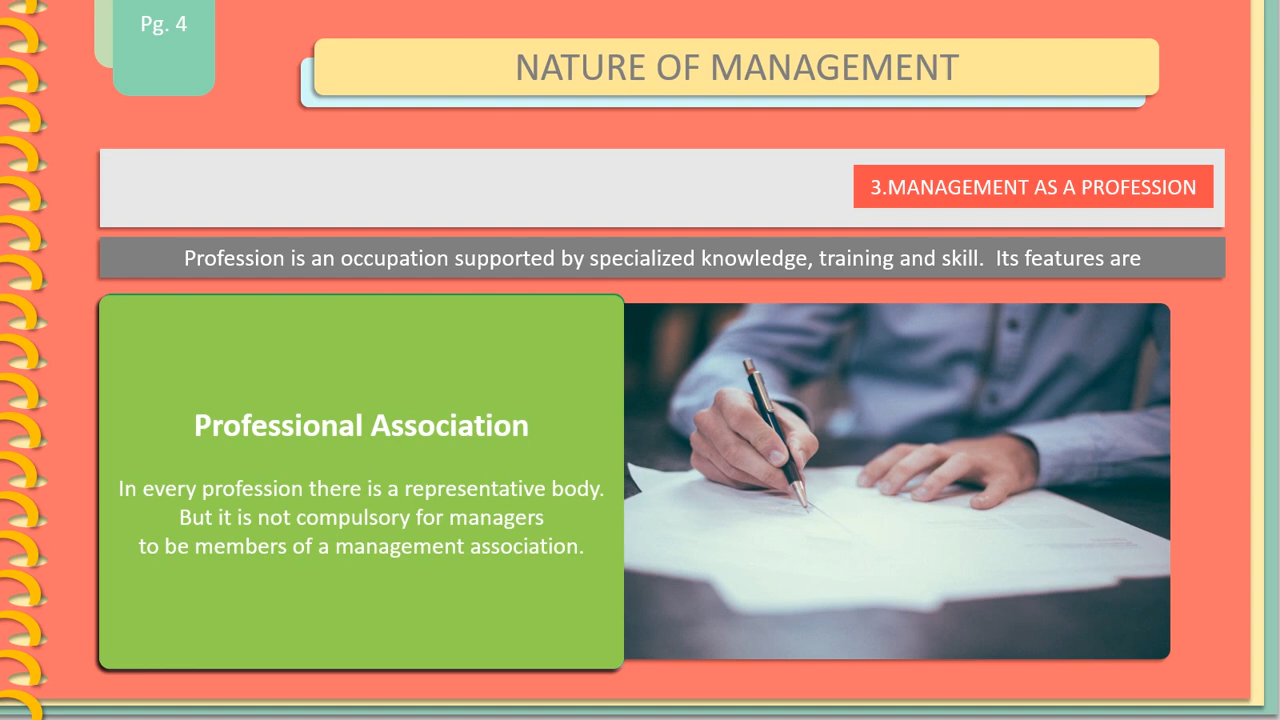 Pg. 4
NATURE OF MANAGEMENT
3.MANAGEMENT AS A PROFESSION
Profession is an occupation supported by specialized knowledge, training and skill.  Its features are
Professional Association
In every profession there is a representative body.
But it is not compulsory for managers
to be members of a management association.